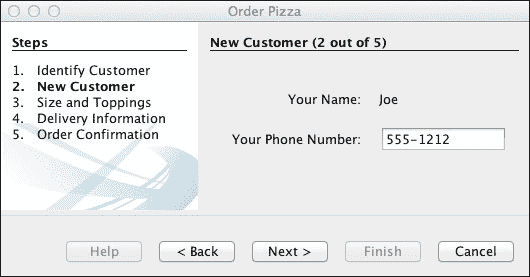 Order Pizza
Steps
1. Identify Customer
2. New Customer
3. Size and Toppings
4. Delivery Information
5. Order Confirmation
New Customer (2 out of 5)
Your Name: Joe
Your Phone Number: 555-1212
Help < Back Next > Finish Cancel